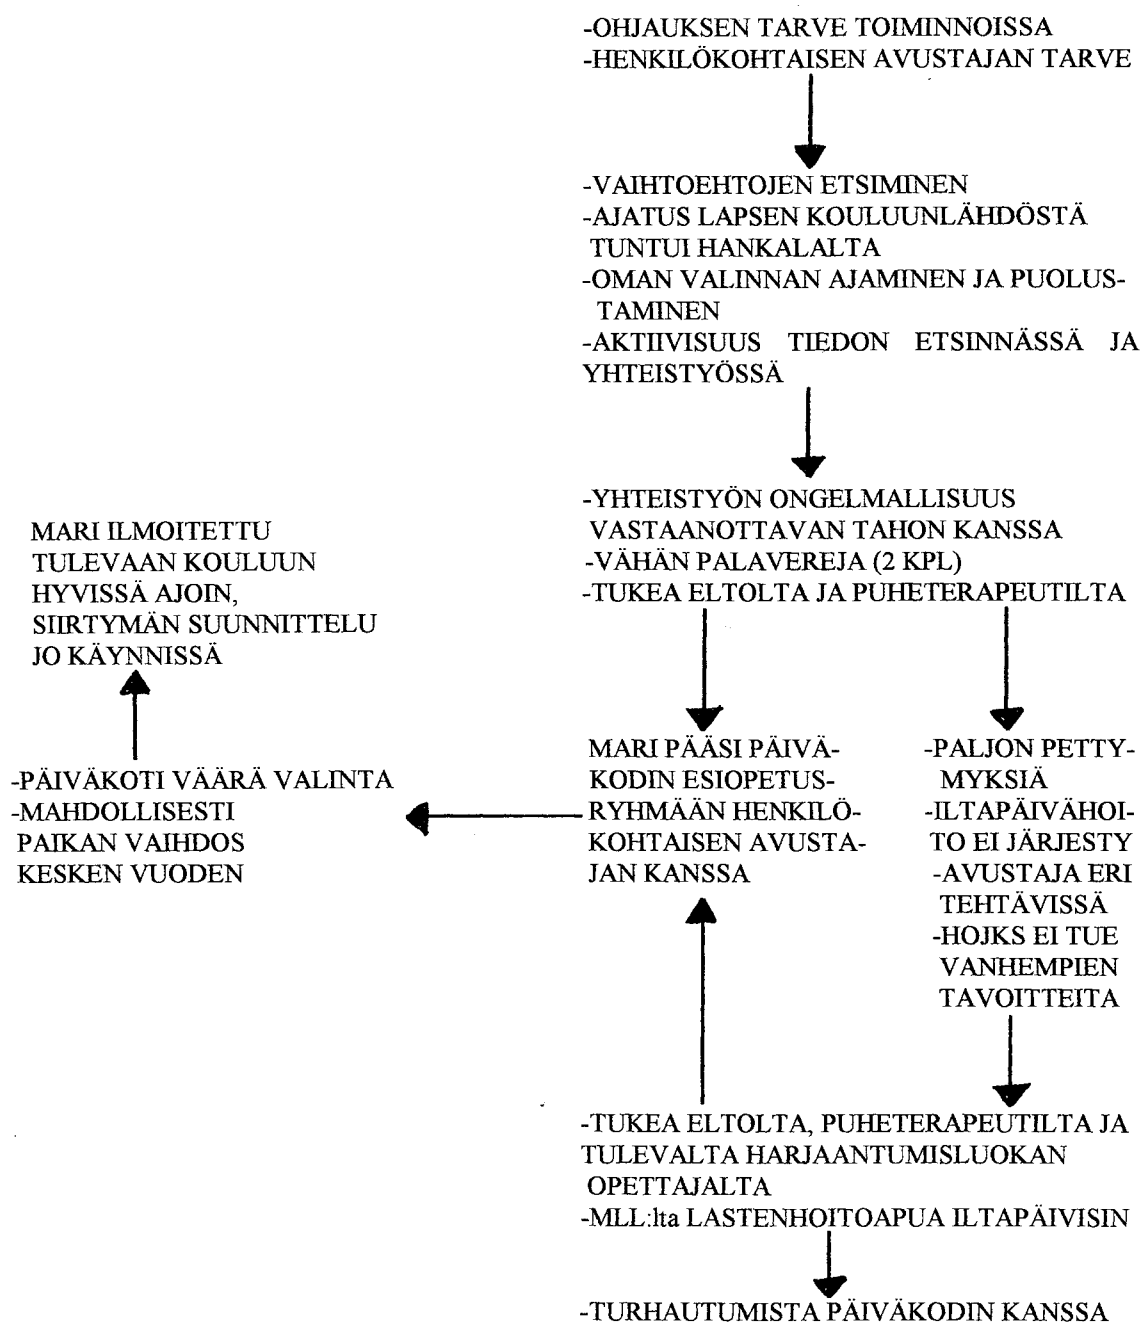 -OHJAUKSEN TARVE TOIMINNOISSA
-HENKILÖKOHTAISEN AVUSTAJAN TARVE
-VAIHTOEHTOJEN ETSIMINEN
-AJATUS LAPSEN KOULUUNLÄHDÖSTÄ
TUNTUI HANKALALTA
-OMAN VALINNAN AJAMINEN JA PUOLUS-
TAMINEN
-AKTIIVISUUS TIEDON ETSINNÄSSÄ JA
YHTEISTYÖSSÄ
-YHTEISTYÖN ONGELMALLISUUS
VASTAANOTTAVAN TAHON KANSSA
-VÄHÄN PALAVEREJA (2 KPL)
-TUKEA ELTOLTA JA PUHETERAPEUTILTA
MARI ILMOITETTU
TULEVAAN KOULUUN
HYVISSÄ AJOIN,
SIIRTYMÄN SUUNNITTELU
JO KÄYNNISSÄ
-PÄIVÄKOTI VÄÄRÄ VALINTA
-MAHDOLLISESTI
PAIKAN VAIHDOS
KESKEN VUODEN
MARI PÄÄSI PÄIVÄ-
KODIN ESIOPETUS-
RYHMÄÄN HENKILÖ-
KOHTAISEN AVUSTA-
JAN KANSSA
-PALJON PETTY-
MYKSIÄ
-ILTAPÄIVÄHOI-
TO EI JÄRJESTY
-AVUSTAJA ERI
TEHTÄVISSÄ
-HOJKS EI TUE
VANHEMPIEN
TAVOITTEITA
-TUKEA ELTOLTA, PUHETERAPEUTILTA JA
TULEVALTA HARJAANTUMISLUOKAN
OPETTAJALTA
-MLL:lta LASTENHOITOAPUA ILTAPÄIVISIN
-TURHAUTUMISTA PÄIVÄKODIN KANSSA